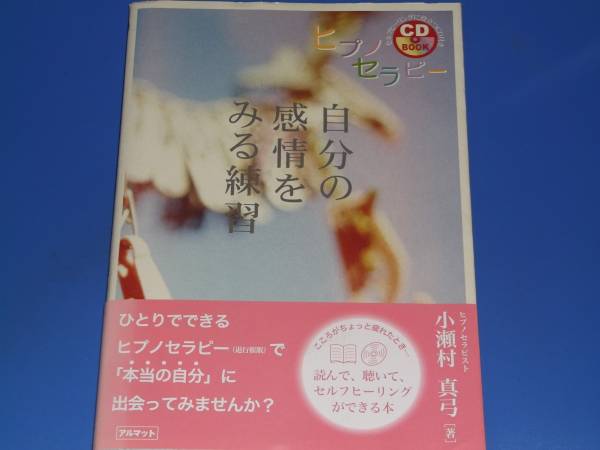 CD
BOOK
ヒプノ
セラピー
自分の
感情を
みる練習
ひとりでできる
ヒプノセラピー(退行催眠)で
「本当の自分」に
出会ってみませんか?
アルマット
こころがちょっと疲れたとき…
読んで、聴いて、
セルフヒーリング
ができる本
ヒプノセラピスト
小瀬村 真弓[著]